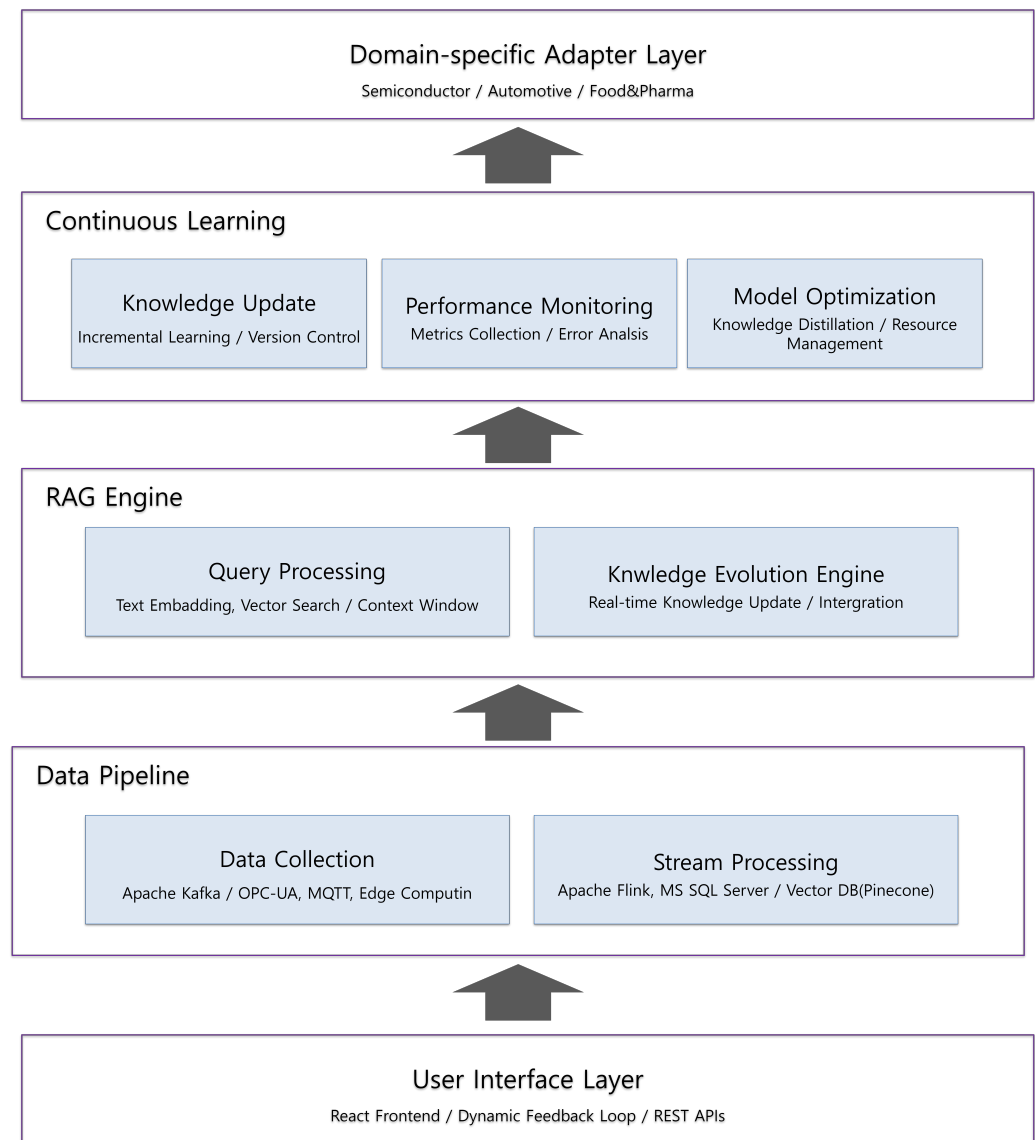 Domain-specific Adapter Layer
Semiconductor / Automotive / Food&Pharma
Continuous Learning
Knowledge Update
Incremental Learning / Version Control
Performance Monitoring
Metrics Collection / Error Analsis
Model Optimization
Knowledge Distillation / Resource
Management
RAG Engine
Query Processing
Text Embadding, Vector Search / Context Window
Knwledge Evolution Engine
Real-time Knowledge Update / Intergration
Data Pipeline
Data Collection
Apache Kafka / OPC-UA, MQTT, Edge Computin
Stream Processing
Apache Flink, MS SQL Server / Vector DB(Pinecone)
User Interface Layer
React Frontend / Dynamic Feedback Loop / REST APIs